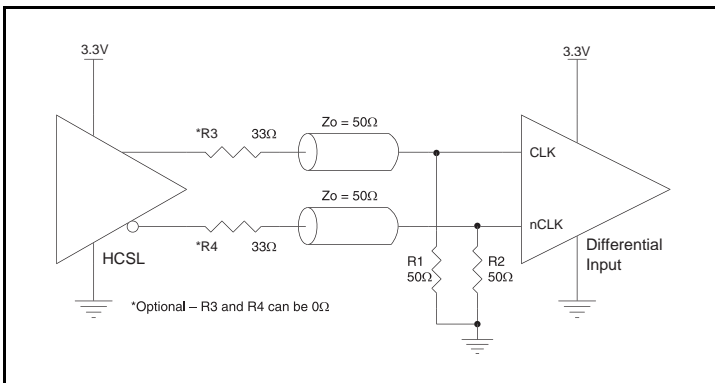 3.3V
3.3V
*R3 33Ω
Zo = 50Ω
CLK
Zo = 50Ω
nCLK
*R4 33Ω
HCSL
R1
50Ω
R2
50Ω
Differential
Input
*Optional – R3 and R4 can be 0Ω